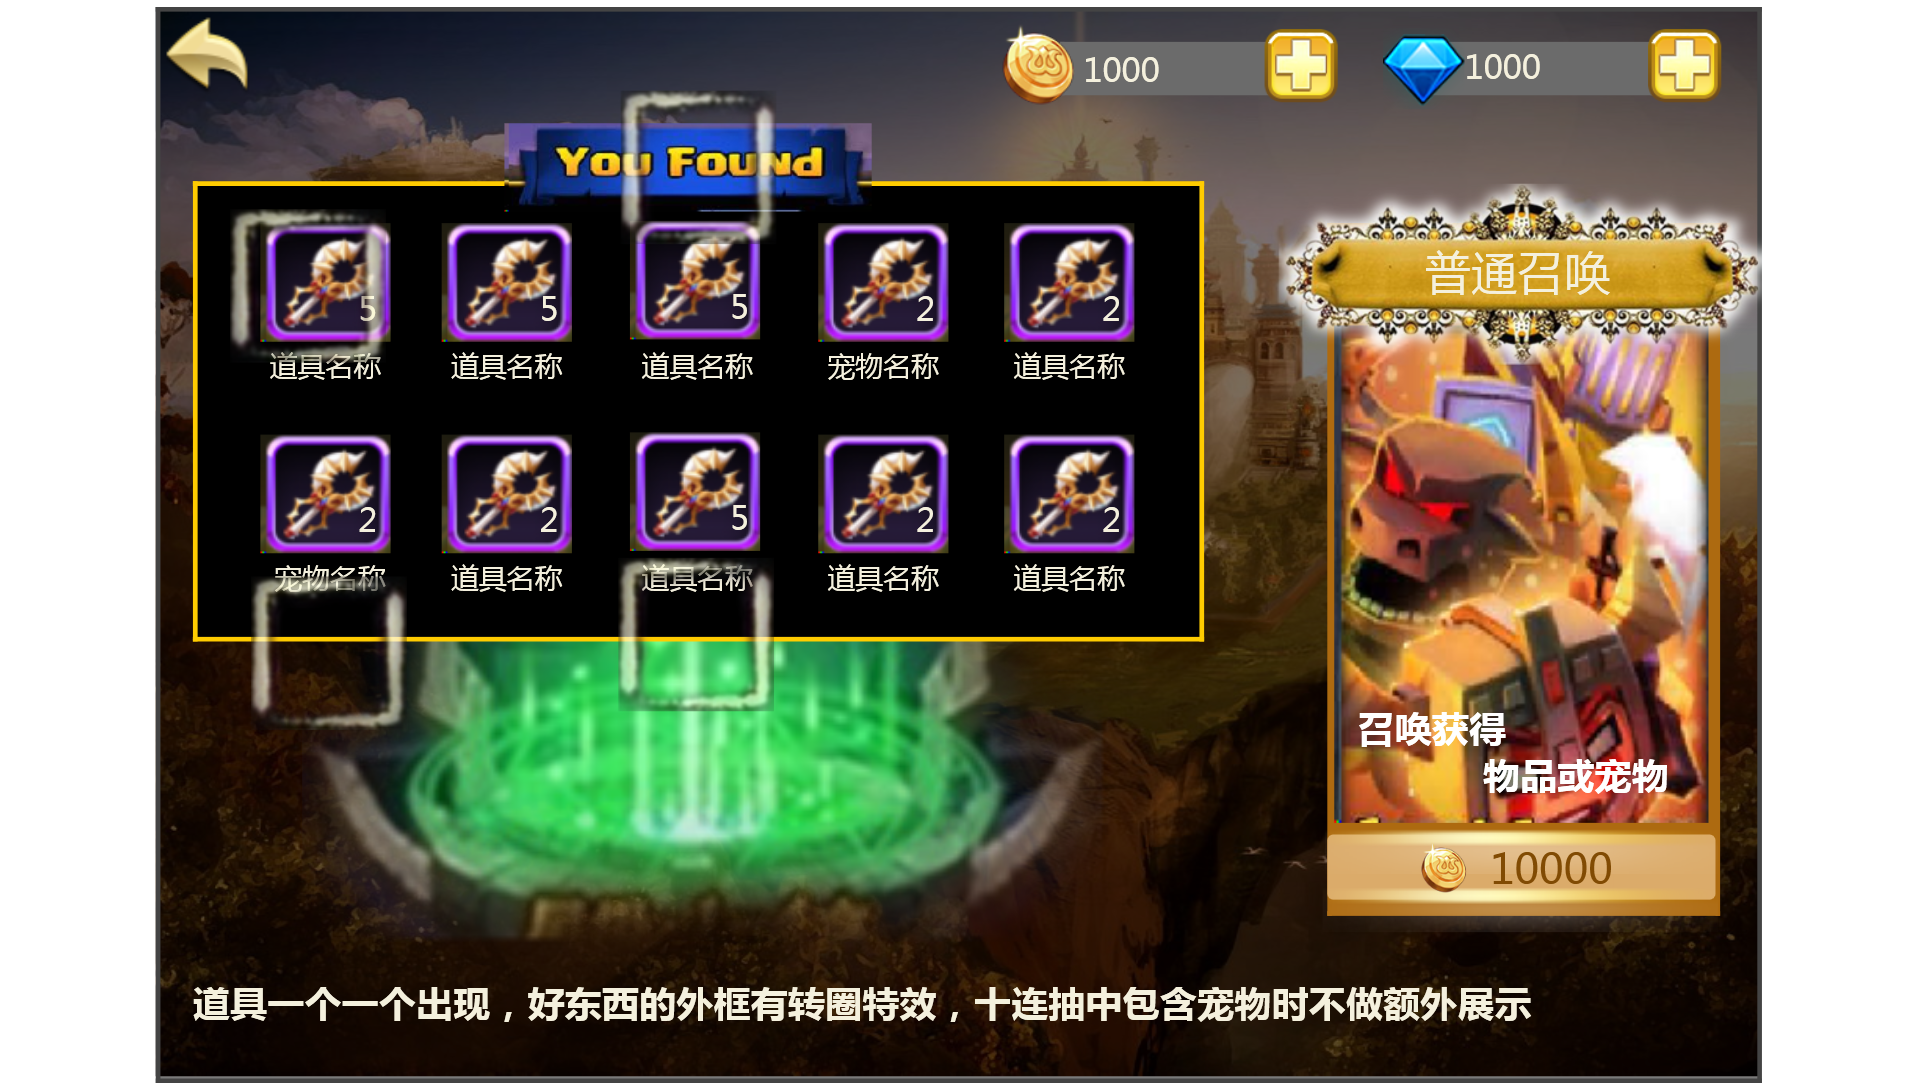 1000
1000
You Found
5
5
5
2
2
道具名称
道具名称
道具名称
宠物名称
道具名称
2
2
5
2
2
宠物名称
道具名称
道具名称
道具名称
道具名称
普通召唤
召唤获得
物品或宠物
10000
道具一个一个出现，好东西的外框有转圈特效，十连抽中包含宠物时不做额外展示